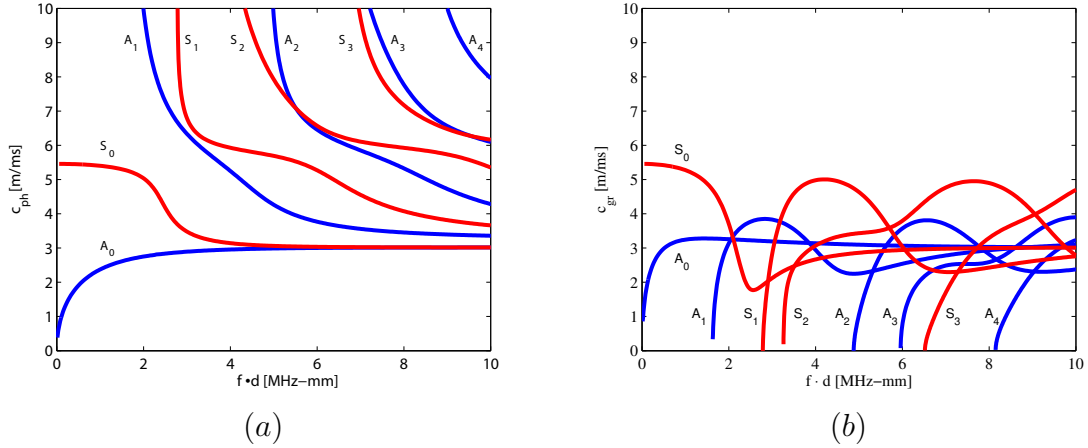 10
9
8
7
6
5
4
3
2
1
0
c_ph [m/ms]
A_1 S_1 S_2 A_2 S_3 A_3 A_4
S_0
A_0
0 2 4 6 8 10
f •d [MHz−mm]
(a)
10
9
8
7
6
5
4
3
2
1
0
c_gr [m/ms]
S_0
A_0
A_1 S_1 S_2 A_2 A_3 S_3 A_4
0 2 4 6 8 10
f · d [MHz−mm]
(b)